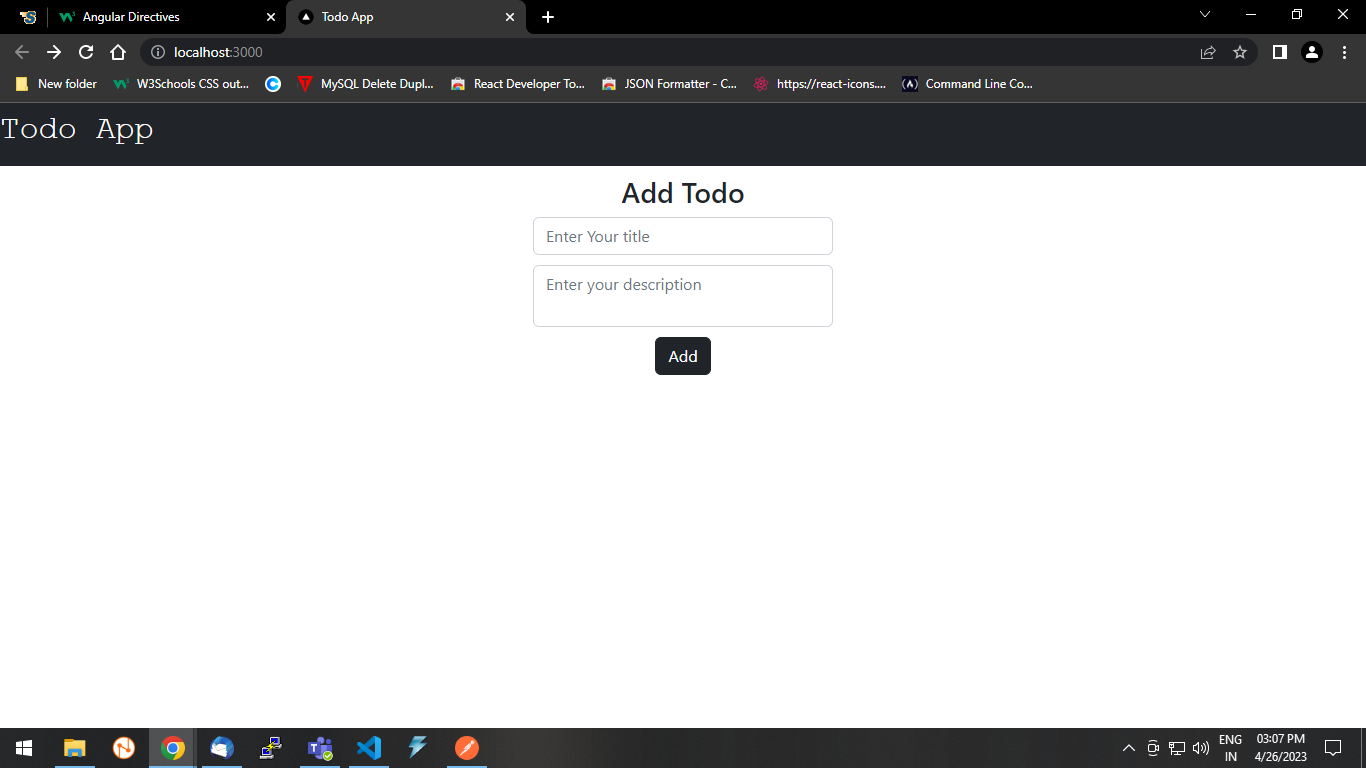 Angular Directives
Todo App
localhost:3000
New folder
W3Schools CSS out...
MySQL Delete Dupl...
React Developer To...
JSON Formatter - C...
https://react-icons....
Command Line Co...
Todo App
Add Todo
Enter Your title
Enter your description
Add
ENG
IN
03:07 PM
4/26/2023